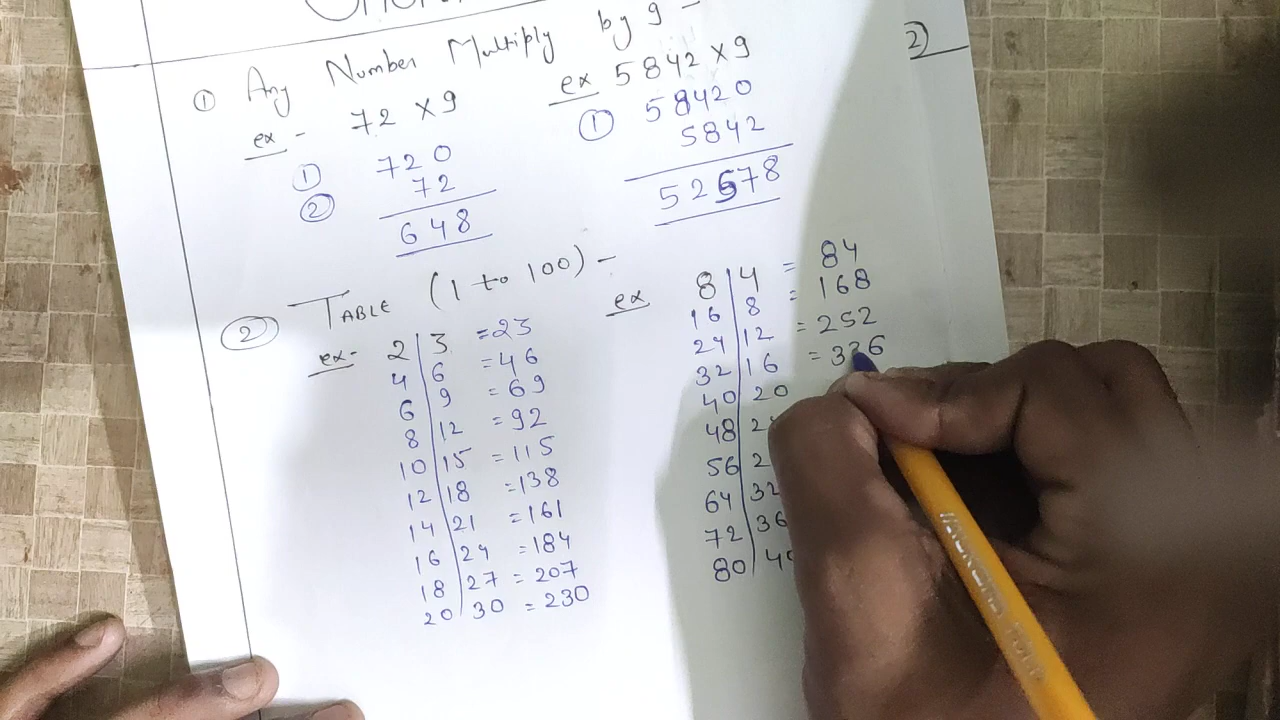 ① Any Number Multiply by 9 -
ex - 72 × 9
① 720
② 72
648
ex 5842 × 9
① 58420
5842
52578
2)
② TABLE (1 to 100) -
ex- 2 | 3 = 23
4 | 6 = 46
6 | 9 = 69
8 | 12 = 92
10 | 15 = 115
12 | 18 = 138
14 | 21 = 161
16 | 24 = 184
18 | 27 = 207
20 | 30 = 230
ex 8 | 4 = 84
16 | 8 = 168
24 | 12 = 252
32 | 16 = 336
40 | 20
48
56
64 | 32
72 | 36
80